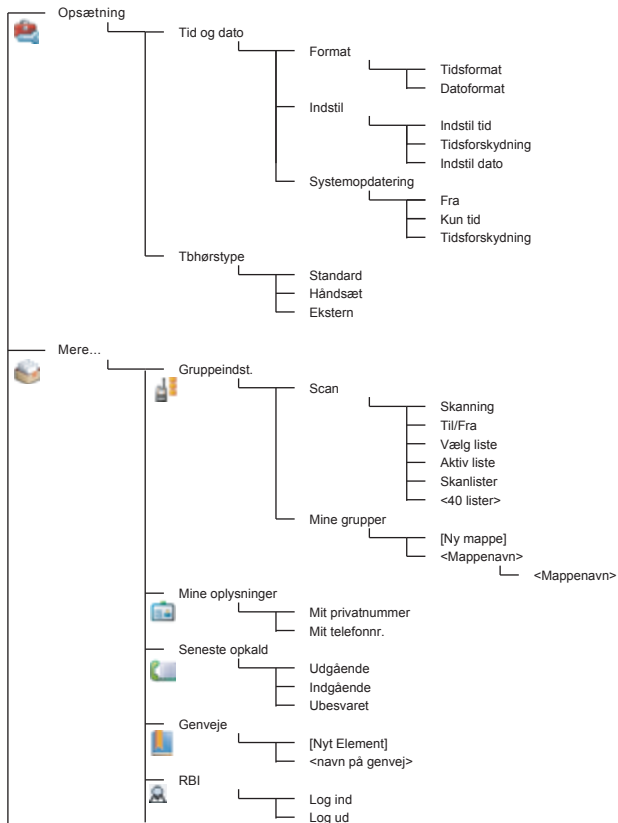 Opsætning
Tid og dato
Format
Tidsformat
Datoformat
Indstil
Indstil tid
Tidsforskydning
Indstil dato
Systemopdatering
Fra
Kun tid
Tidsforskydning
Tbhørstype
Standard
Håndsæt
Ekstern
Mere...
Gruppeindst.
Scan
Skanning
Til/Fra
Vælg liste
Aktiv liste
Skanlister
<40 lister>
Mine grupper
[Ny mappe]
<Mappenavn>
<Mappenavn>
Mine oplysninger
Mit privatnummer
Mit telefonnr.
Seneste opkald
Udgående
Indgående
Ubesvaret
Genveje
[Nyt Element]
<navn på genvej>
RBI
Log ind
Log ud